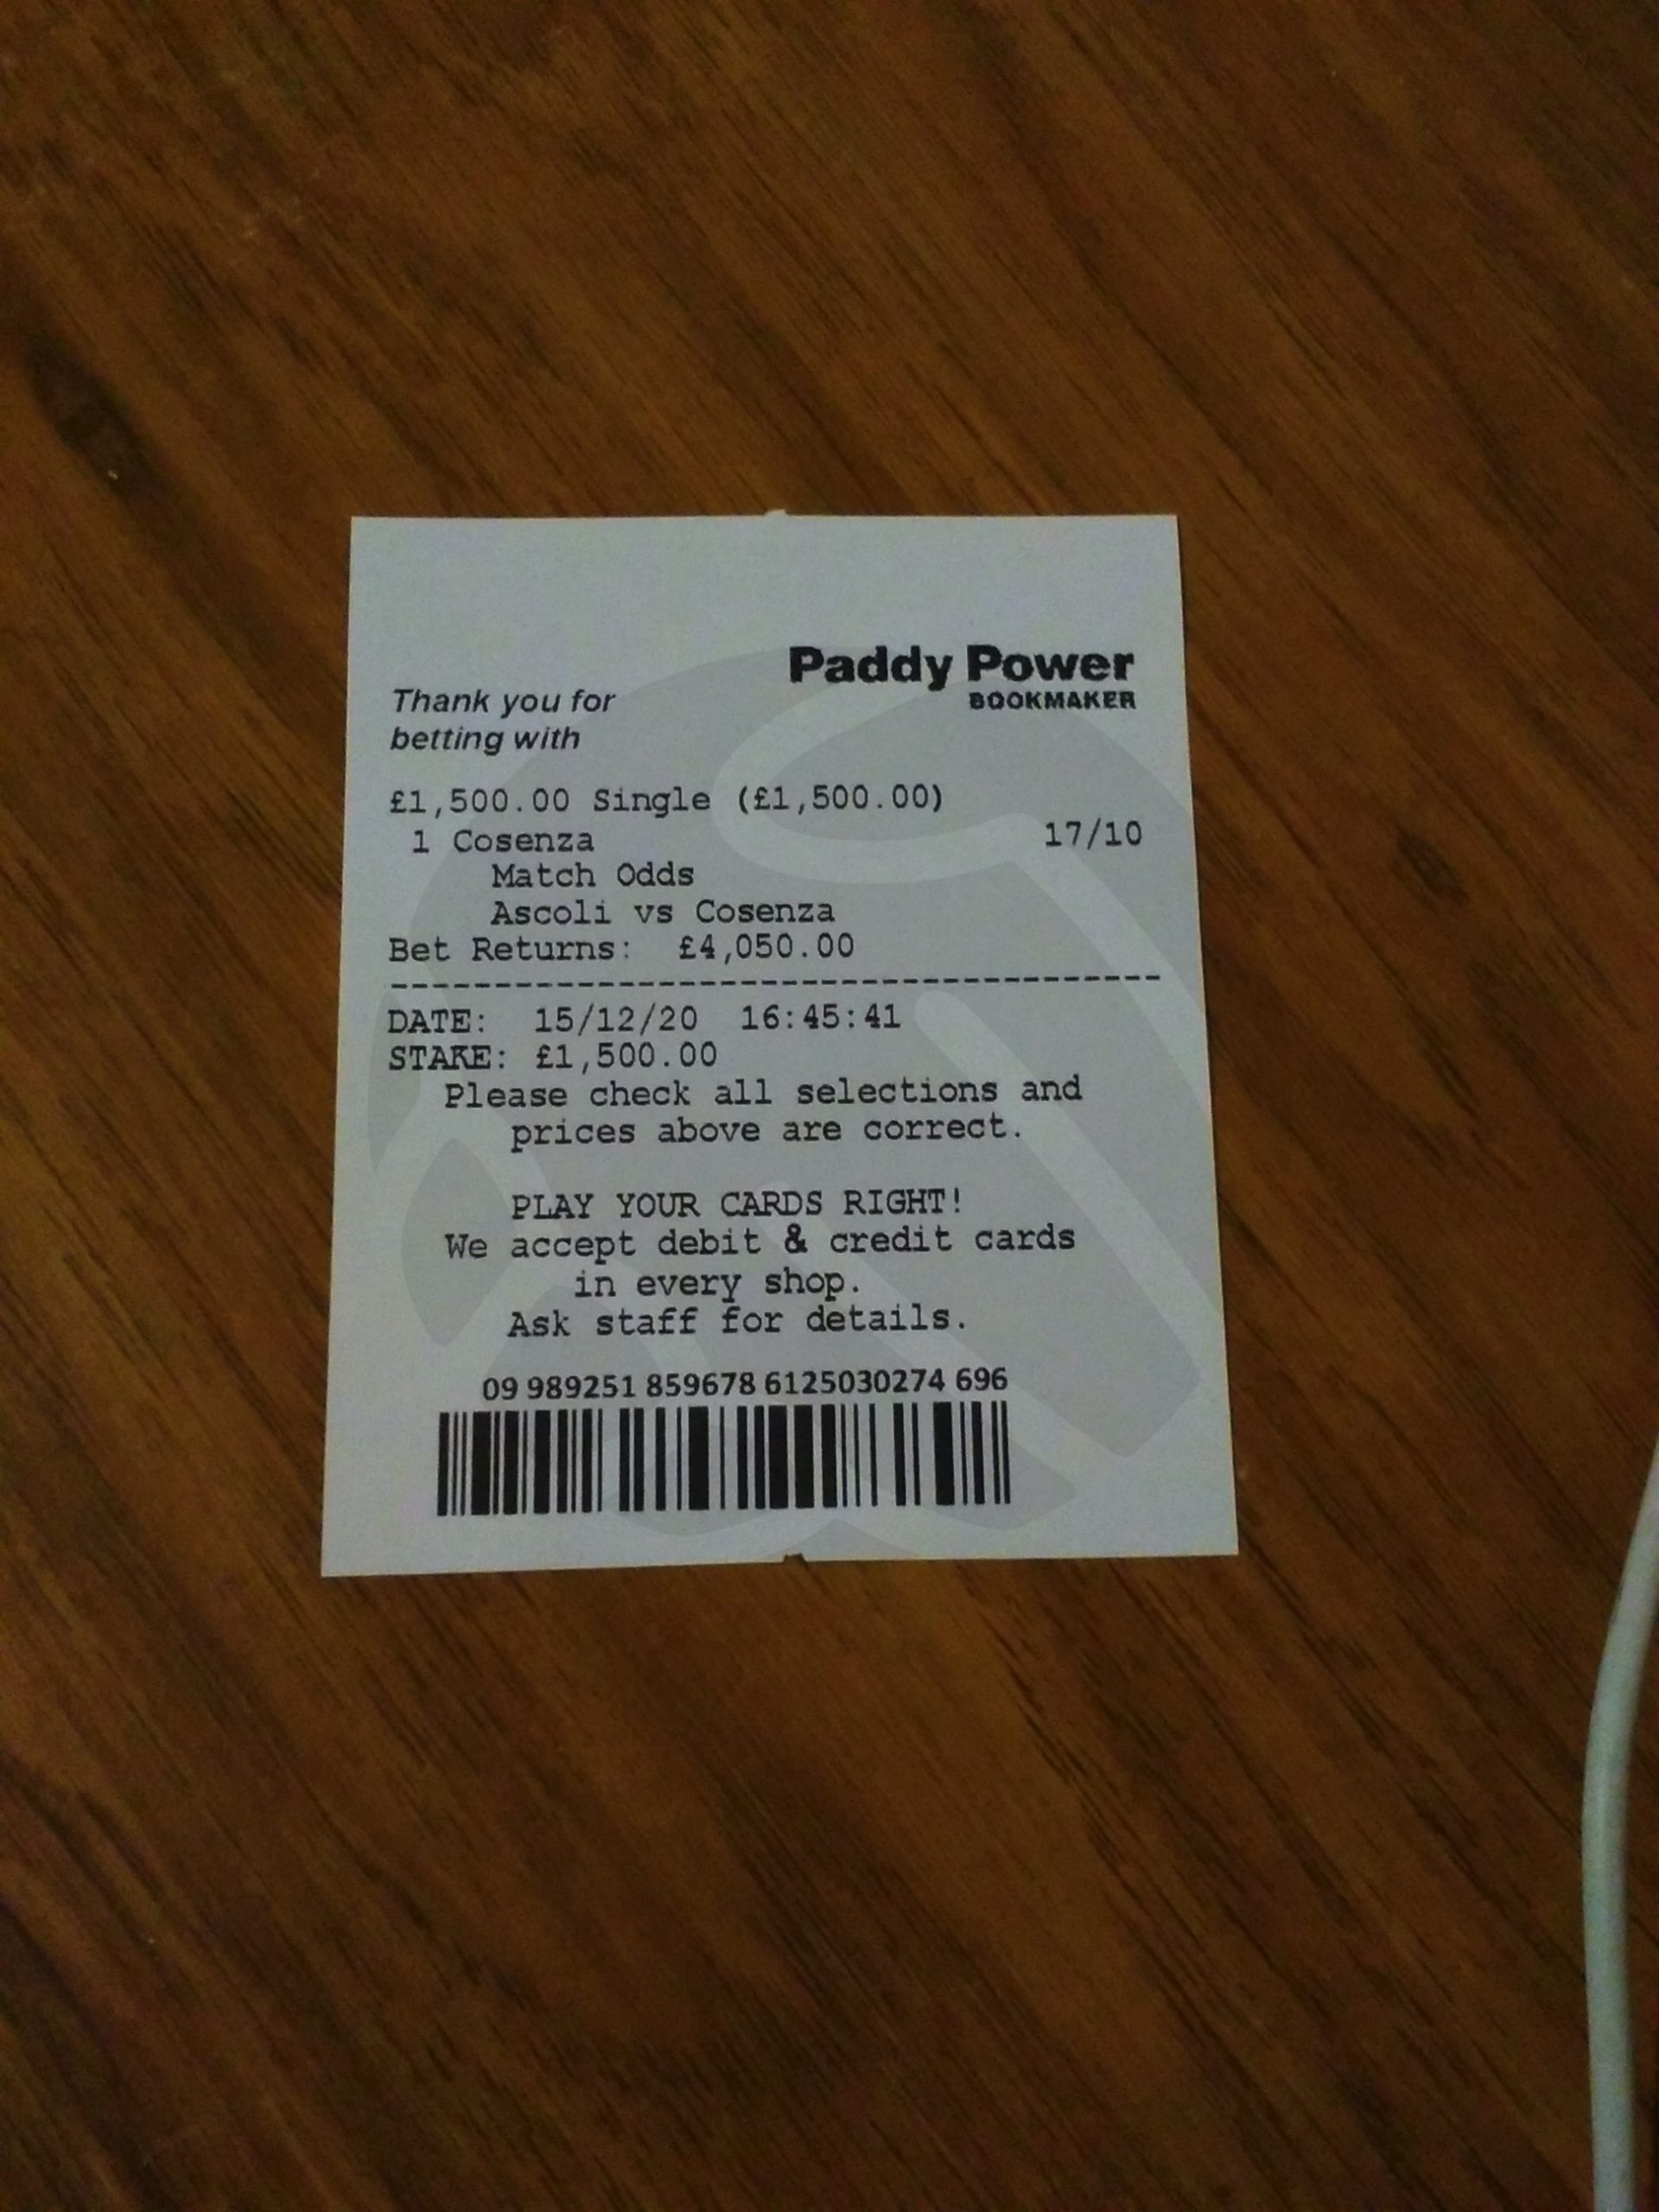 Paddy Power
BOOKMAKER
Thank you for
betting with
£1,500.00 Single (£1,500.00)
1 Cosenza 17/10
Match Odds
Ascoli vs Cosenza
Bet Returns: £4,050.00
--------------------------------------
DATE: 15/12/20 16:45:41
STAKE: £1,500.00
Please check all selections and
prices above are correct.
PLAY YOUR CARDS RIGHT!
We accept debit & credit cards
in every shop.
Ask staff for details.
09 989251 859678 6125030274 696